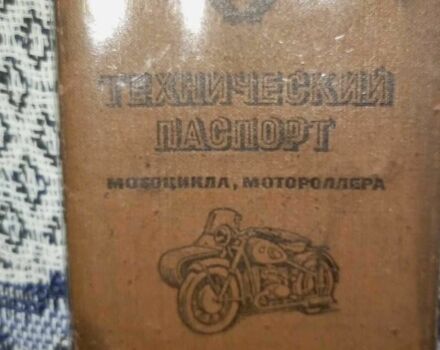 ТЕХНИЧЕСКИЙ
ПАСПОРТ
МОТОЦИКЛА, МОТОРОЛЛЕРА